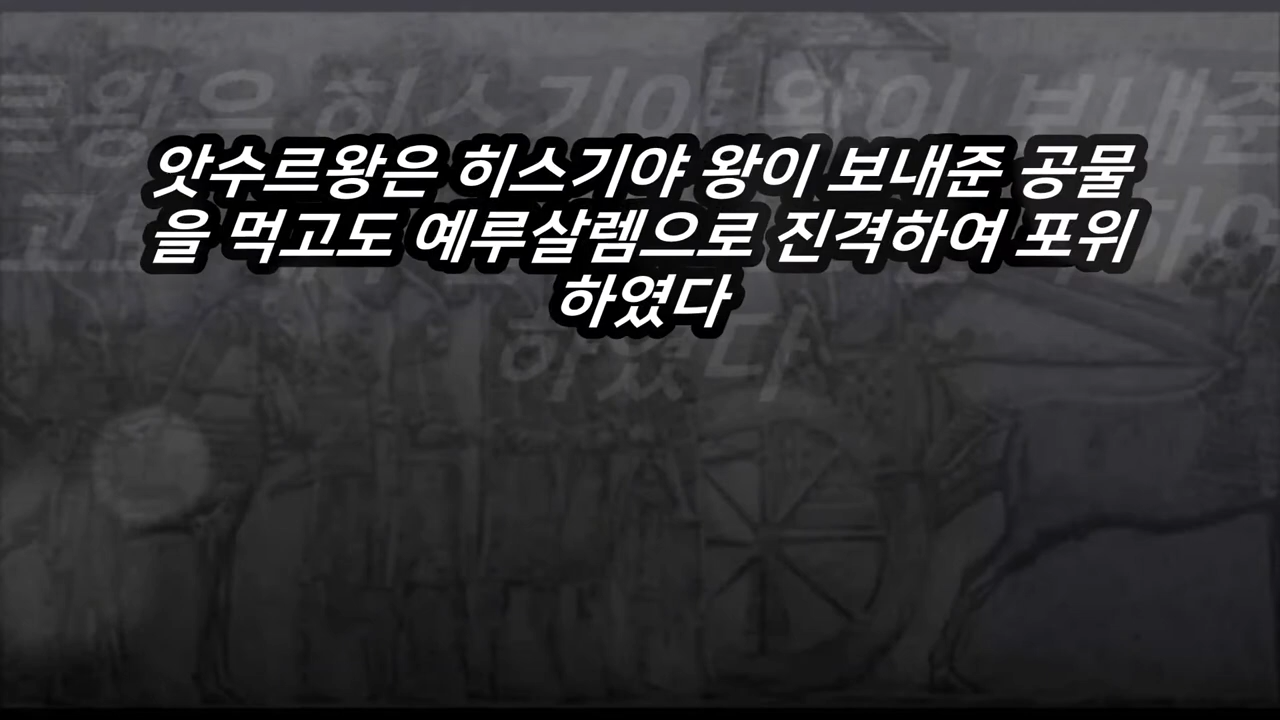 앗수르왕은 히스기야 왕이 보내준 공물
을 먹고도 예루살렘으로 진격하여 포위
하였다